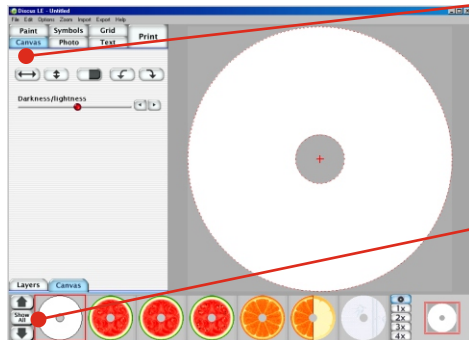 Discus LE - Untitled
File Edit Options Zoom Import Export Help
Paint Symbols Grid Print
Canvas Photo Text
Darkness/lightness
Layers Canvas
Show All
1x
2x
3x
4x